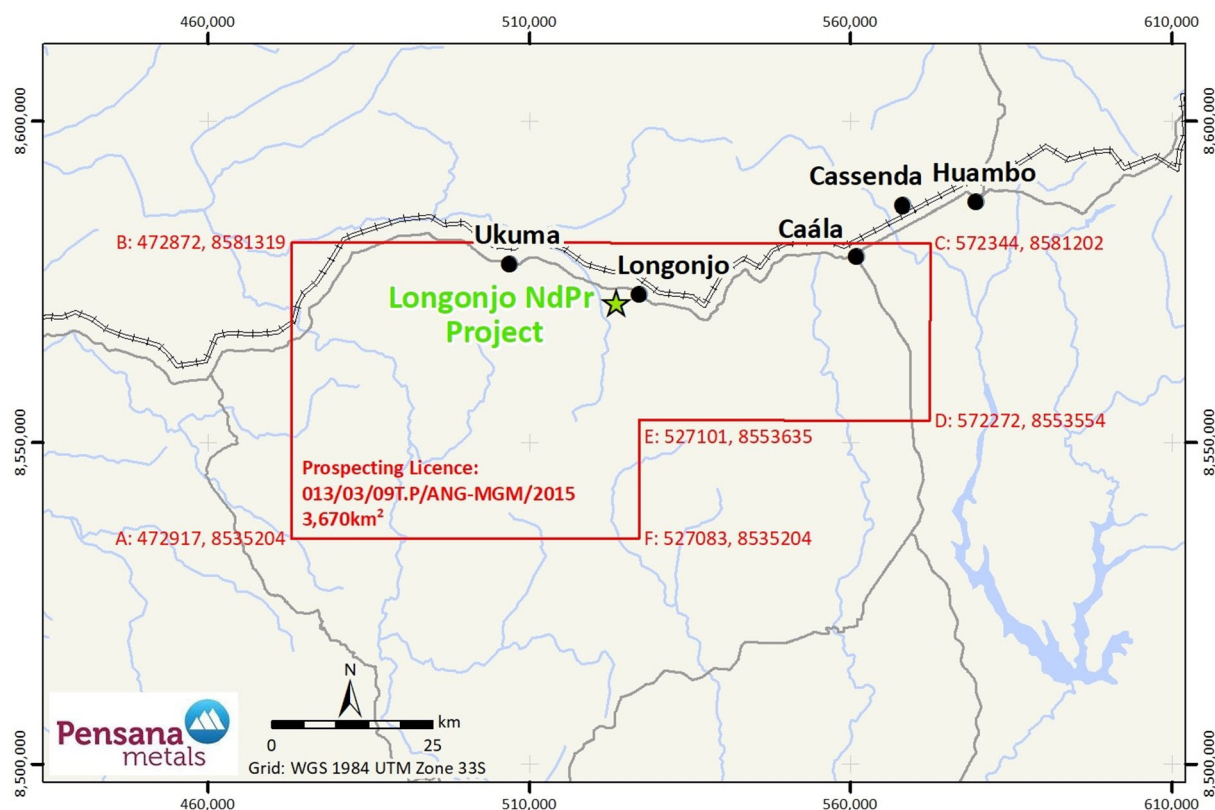 460,000
510,000
560,000
610,000
8,600,000
8,600,000
Cassenda
Huambo
B: 472872, 8581319
Ukuma
Caála
C: 572344, 8581202
Longonjo
Longonjo NdPr
Project
D: 572272, 8553554
E: 527101, 8553635
8,550,000
8,550,000
Prospecting Licence:
013/03/09T.P/ANG-MGM/2015
3,670km²
A: 472917, 8535204
F: 527083, 8535204
N
Pensana
metals
km
0
25
Grid: WGS 1984 UTM Zone 33S
8,500,000
8,500,000
460,000
510,000
560,000
610,000